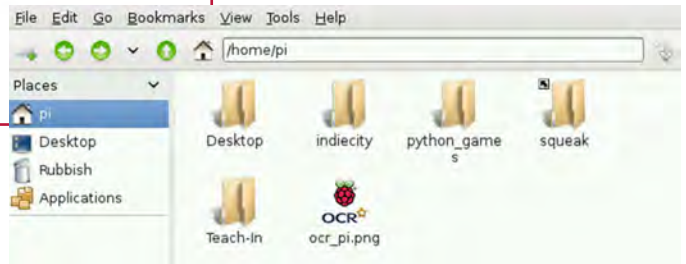 File Edit Go Bookmarks View Tools Help
/home/pi
Places
pi
Desktop
Rubbish
Applications
Desktop indiecity python_game squeak
s
OCR
Teach-In ocr_pi.png